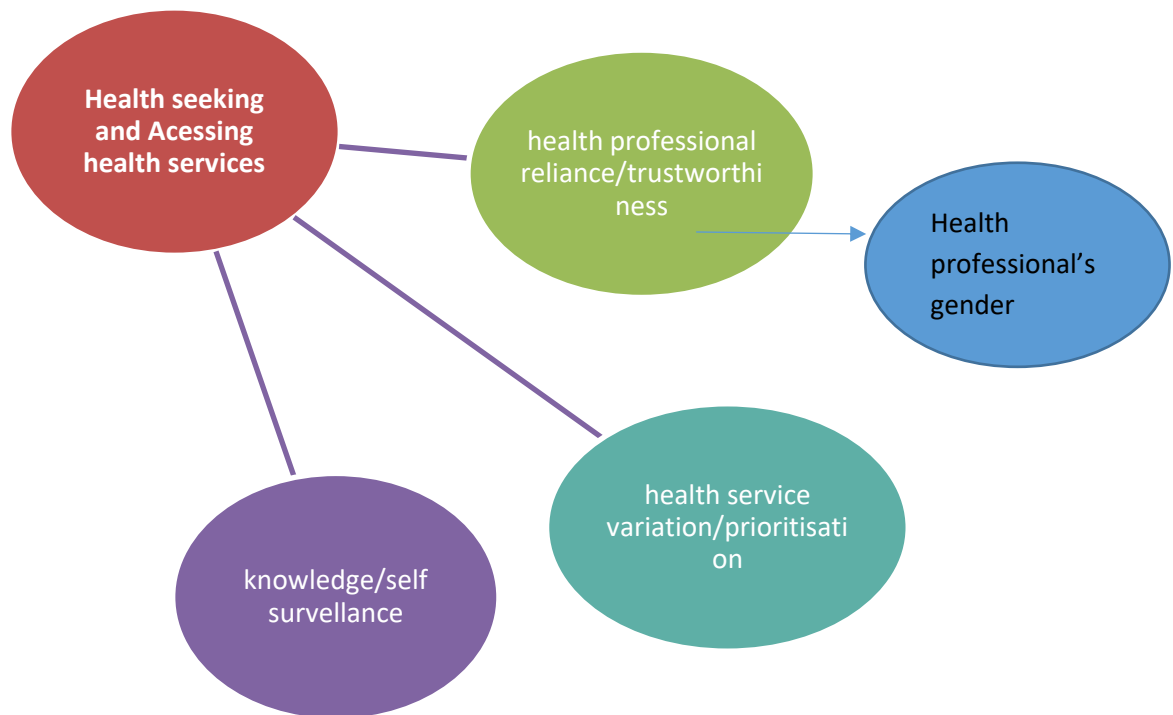 Health seeking
and Acessing
health services
health professional
reliance/trustworthi
ness
Health
professional’s
gender
health service
variation/prioritisati
on
knowledge/self
survellance